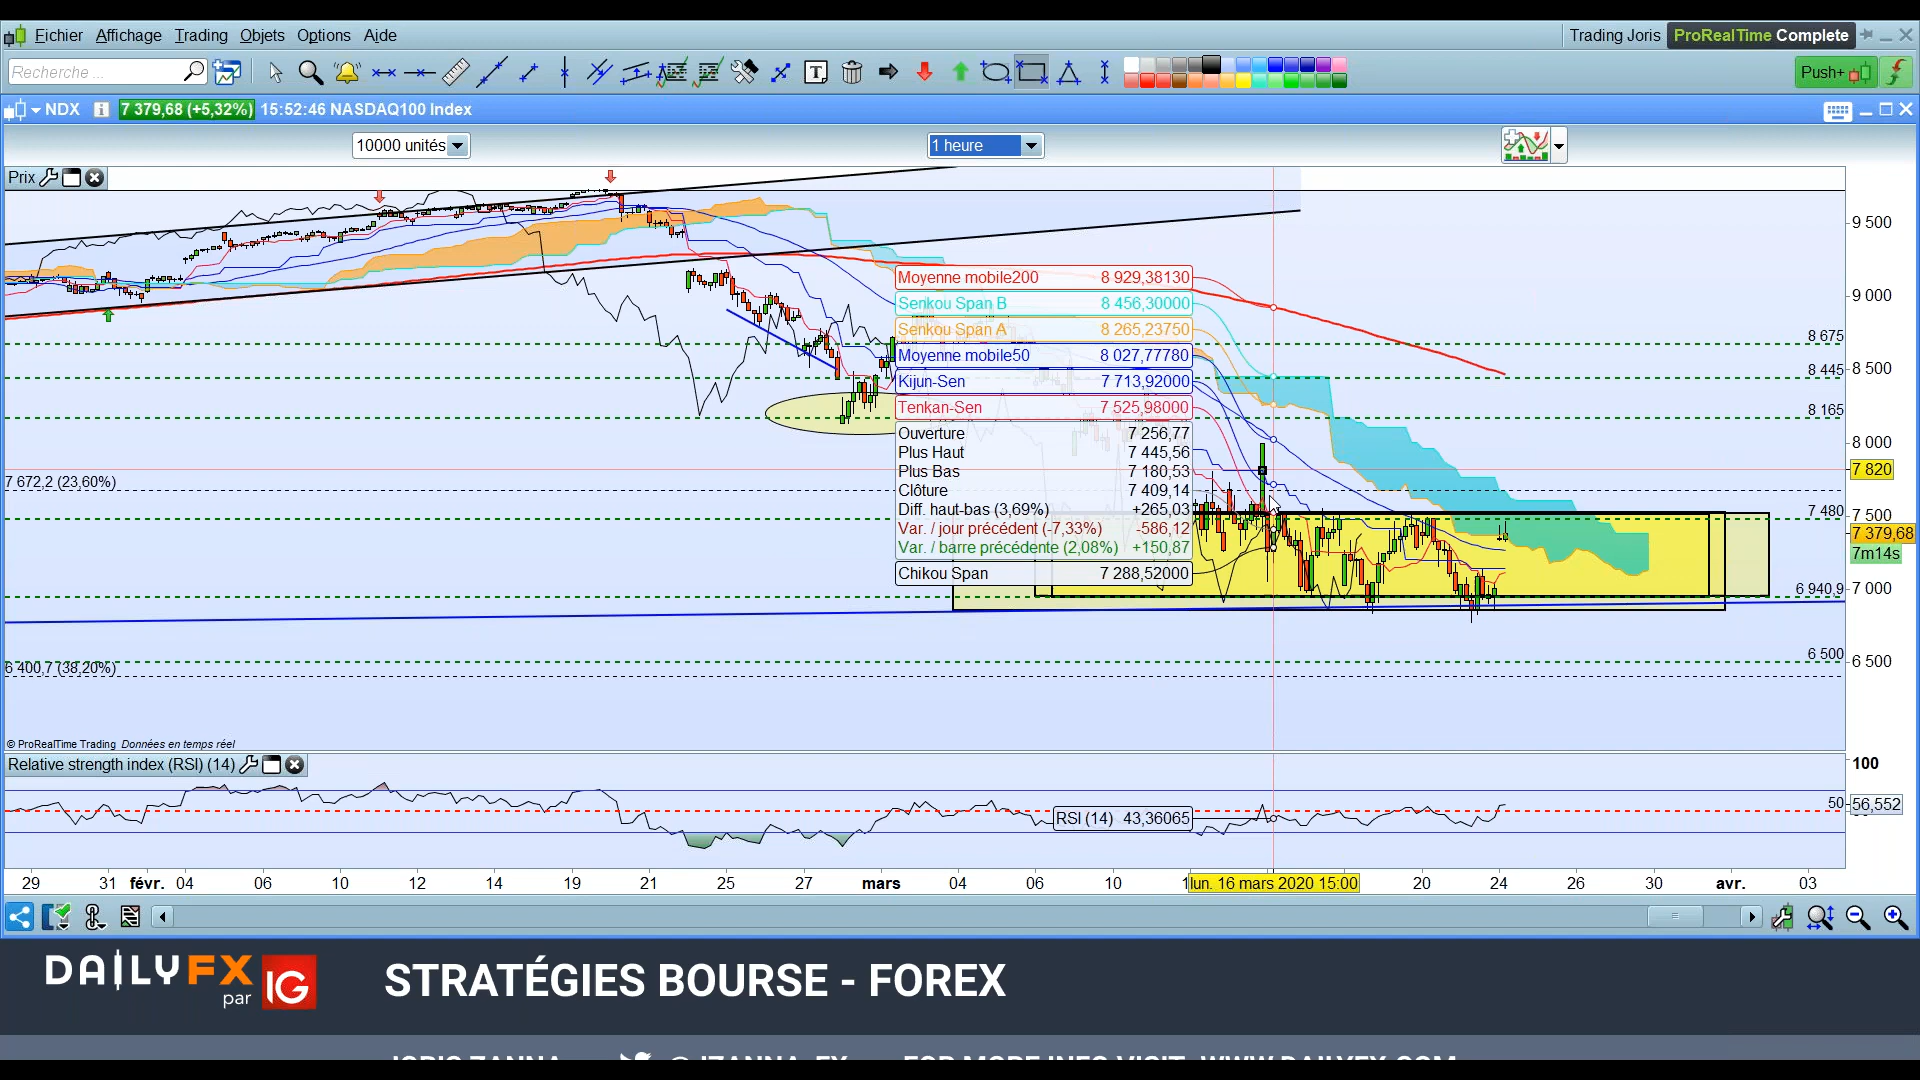 Fichier Affichage Trading Objets Options Aide
Trading Joris ProRealTime Complete
Recherche ...
Push+
NDX 7 379,68 (+5,32%) 15:52:46 NASDAQ100 Index
10000 unités
1 heure
Prix
9 500
9 000
8 675
8 500
8 445
8 165
8 000
7 820
7 672,2 (23,60%)
7 480
7 500
7 379,68
7m14s
6 940,9
7 000
6 500
6 500
6 400,7 (38,20%)
Moyenne mobile200 8 929,38130
Senkou Span B 8 456,30000
Senkou Span A 8 265,23750
Moyenne mobile50 8 027,77780
Kijun-Sen 7 713,92000
Tenkan-Sen 7 525,98000
Ouverture 7 256,77
Plus Haut 7 445,56
Plus Bas 7 180,53
Clôture 7 409,14
Diff. haut-bas (3,69%) +265,03
Var. / jour précédent (-7,33%) -586,12
Var. / barre précédente (2,08%) +150,87
Chikou Span 7 288,52000
© ProRealTime Trading Données en temps réel
Relative strength index (RSI) (14)
100
50
56,552
RSI (14) 43,36065
29 31 févr. 04 06 10 12 14 19 21 25 27 mars 04 06 10 lun. 16 mars 2020 15:00 20 24 26 30 avr. 03
DAILYFX
par IG
STRATÉGIES BOURSE - FOREX
JORIS ZANNA @JZANNA_FX FOR MORE INFO VISIT: WWW.DAILYFX.COM